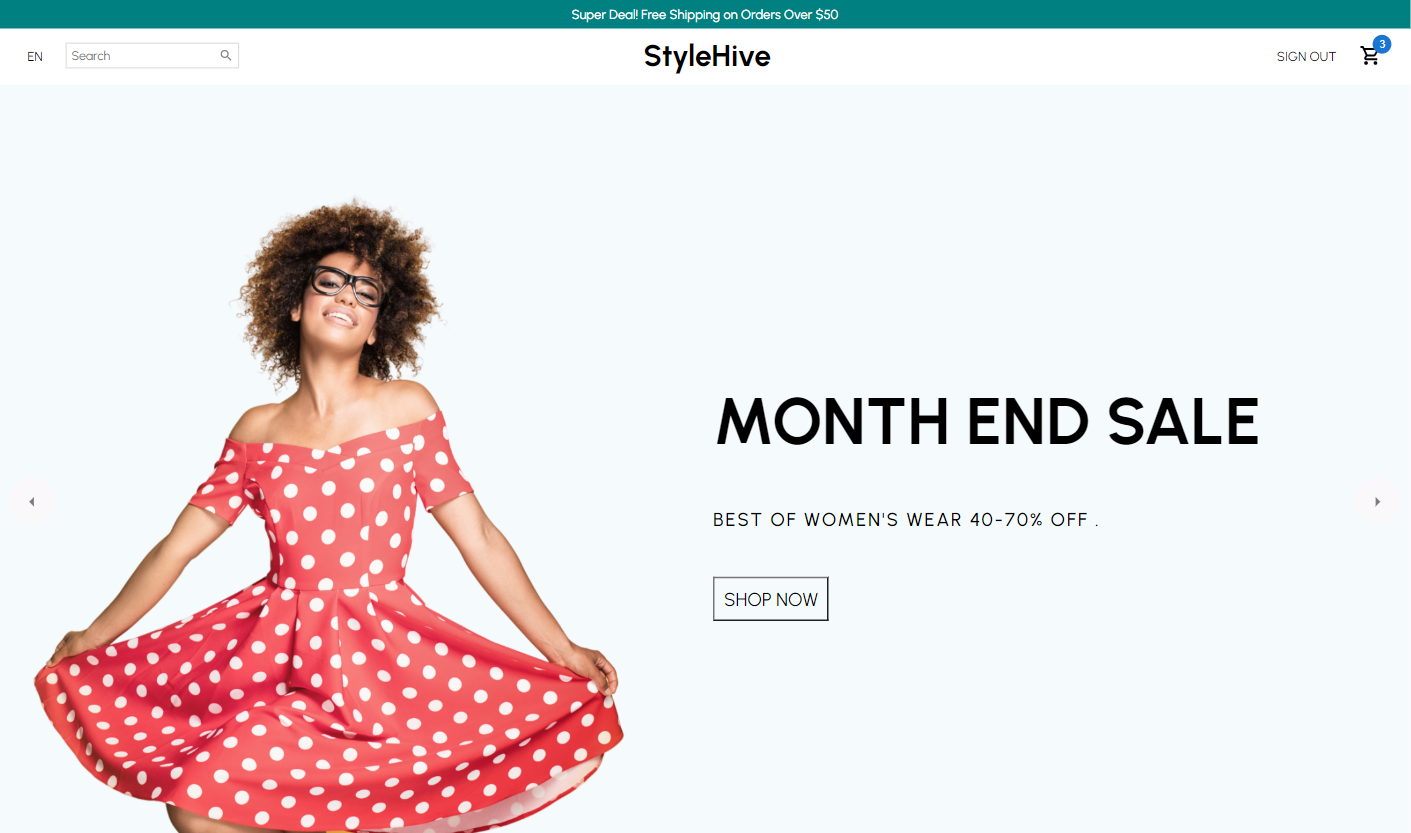 Super Deal! Free Shipping on Orders Over $50
EN
Search
StyleHive
SIGN OUT
3
MONTH END SALE
BEST OF WOMEN'S WEAR 40-70% OFF .
SHOP NOW